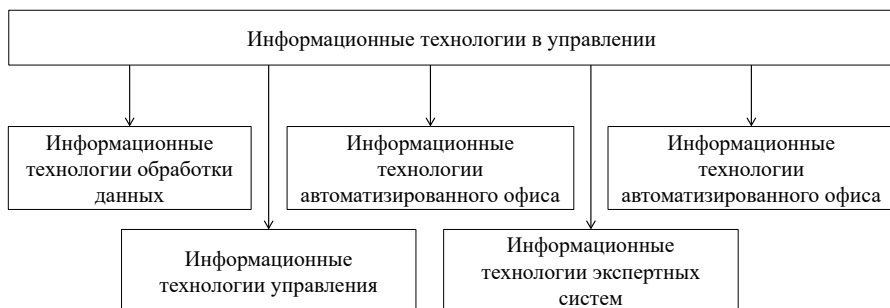 Информационные технологии в управлении
Информационные
технологии обработки
данных
Информационные
технологии
автоматизированного офиса
Информационные
технологии
автоматизированного офиса
Информационные
технологии управления
Информационные
технологии экспертных
систем